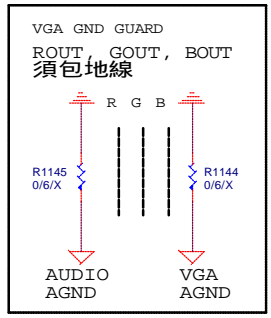 VGA GND GUARD
ROUT, GOUT, BOUT
須包地線
R G B
R1145
0/6/X
R1144
0/6/X
AUDIO
AGND
VGA
AGND